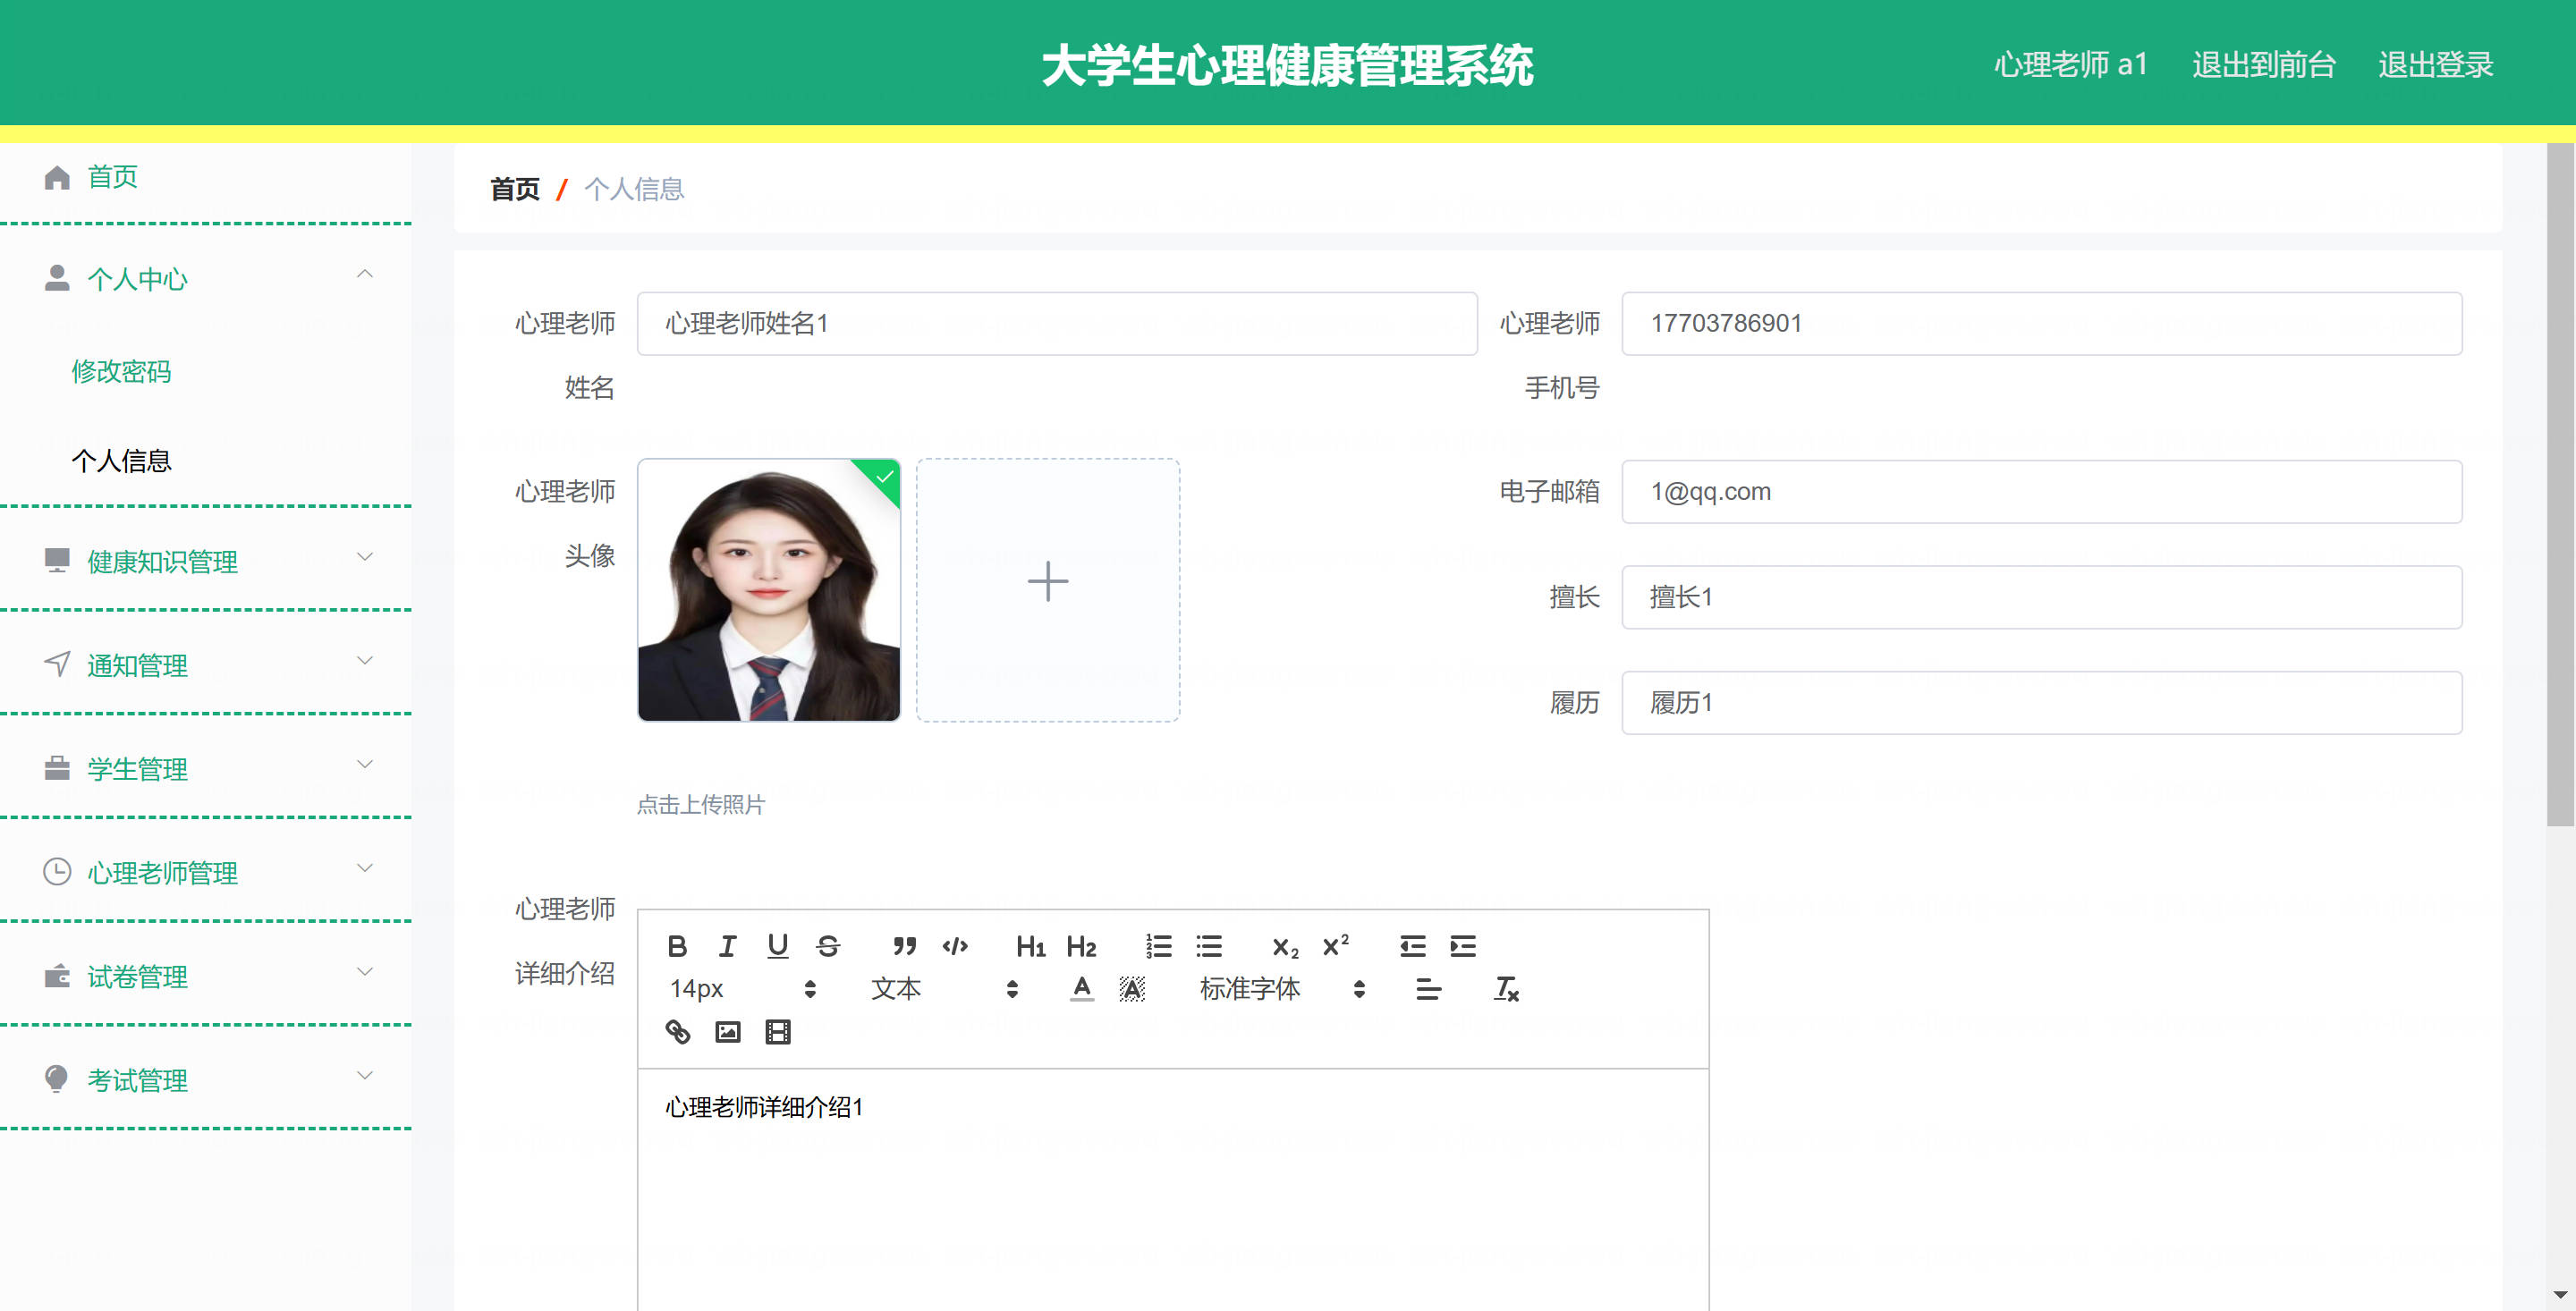 大学生心理健康管理系统
心理老师 a1
退出到前台
退出登录
首页
个人中心
修改密码
个人信息
健康知识管理
通知管理
学生管理
心理老师管理
试卷管理
考试管理
首页 / 个人信息
心理老师姓名
心理老师姓名1
心理老师手机号
17703786901
心理老师头像
点击上传照片
电子邮箱
1@qq.com
擅长
擅长1
履历
履历1
心理老师详细介绍
B I U S H1 H2 x2 x2
14px 文本 A A 标准字体 Tx
心理老师详细介绍1